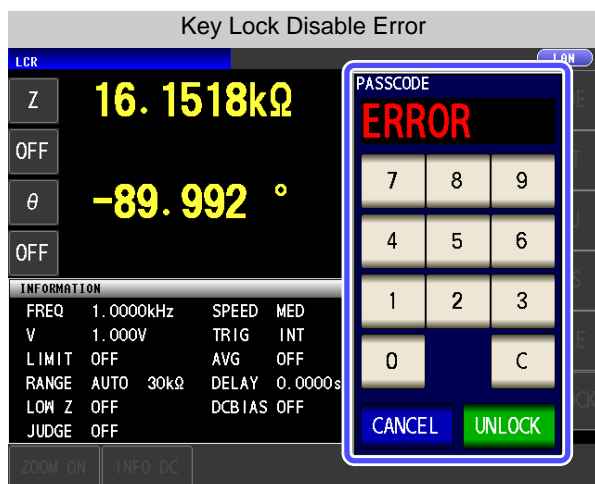 Key Lock Disable Error
LCR
LAN
Z 16.1518kΩ
OFF
θ -89.992 °
OFF
INFORMATION
FREQ 1.0000kHz SPEED MED
V 1.000V TRIG INT
LIMIT OFF AVG OFF
RANGE AUTO 30kΩ DELAY 0.0000s
LOW Z OFF DCBIAS OFF
JUDGE OFF
ZOOM ON INFO DC
PASSCODE
ERROR
7 8 9
4 5 6
1 2 3
0 C
CANCEL UNLOCK